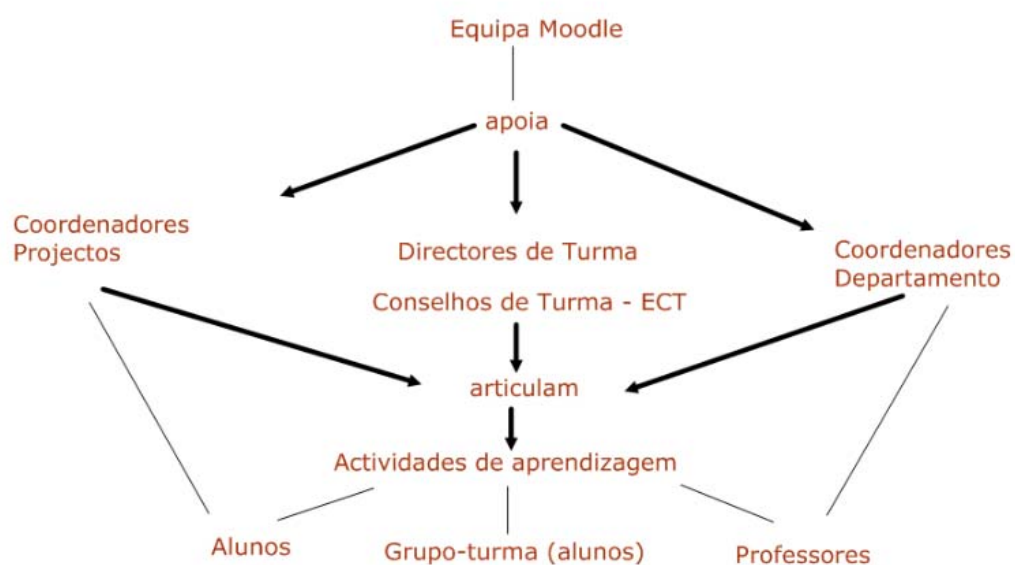 Equipa Moodle
apoia
Coordenadores
Projectos
Directores de Turma
Conselhos de Turma - ECT
Coordenadores
Departamento
articulam
Actividades de aprendizagem
Alunos
Grupo-turma (alunos)
Professores